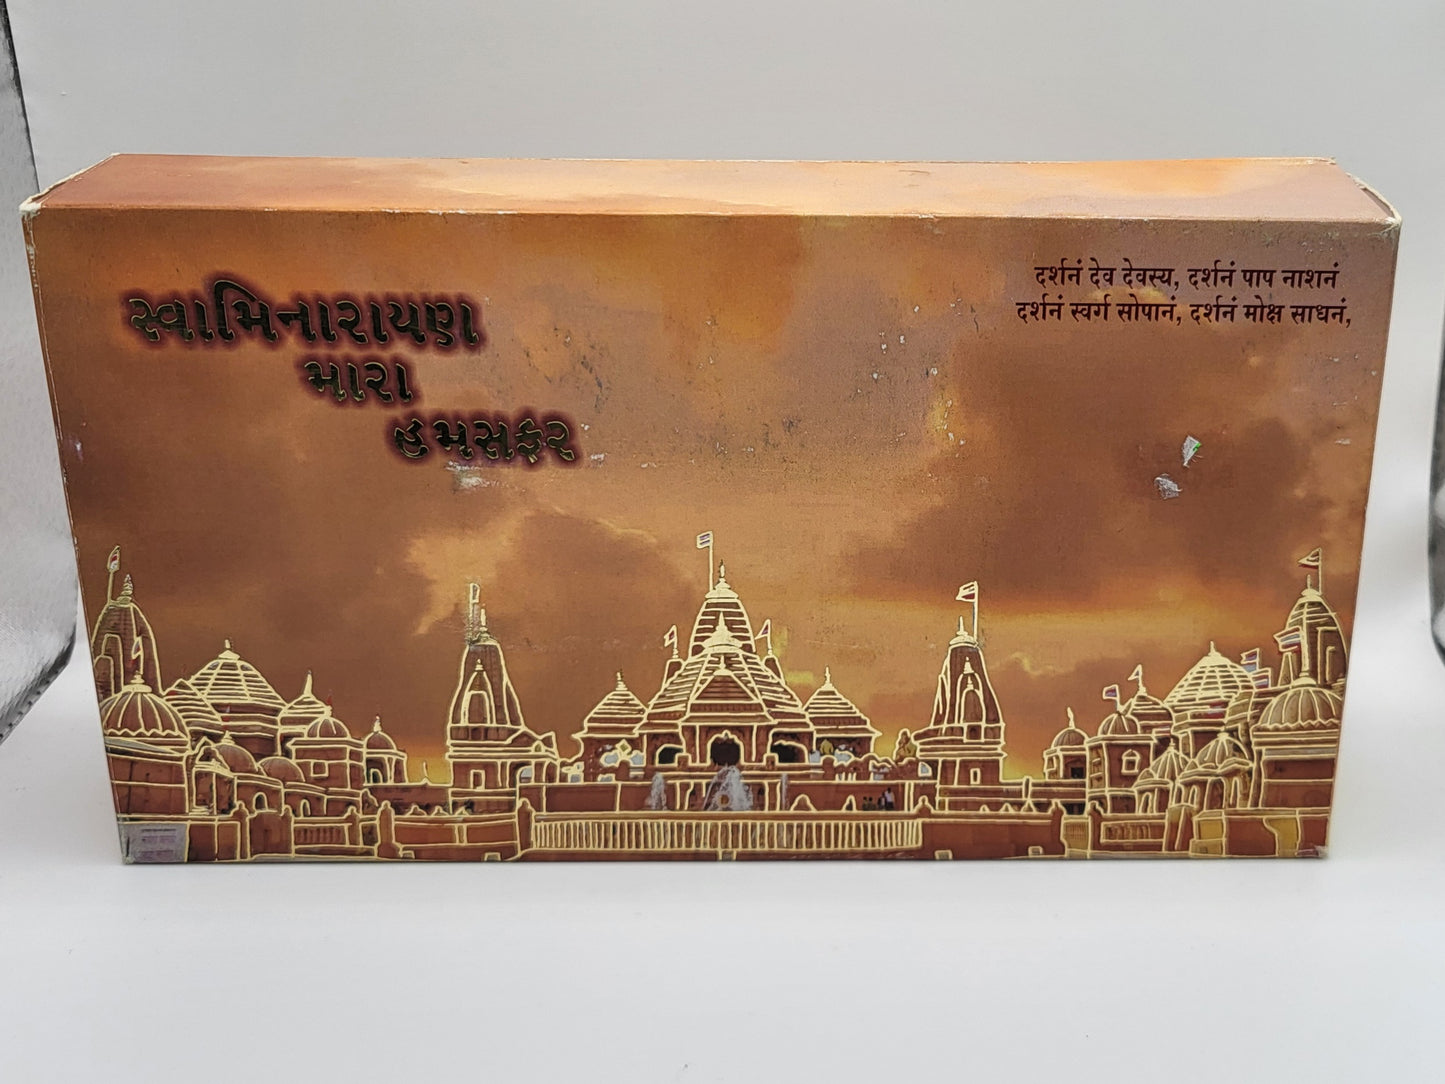 સ્વામિનારાયણ
મારા
હમસફર
दर्शनं देव देवस्य, दर्शनं पाप नाशनं
दर्शनं स्वर्ग सोपानं, दर्शनं मोक्ष साधनं,